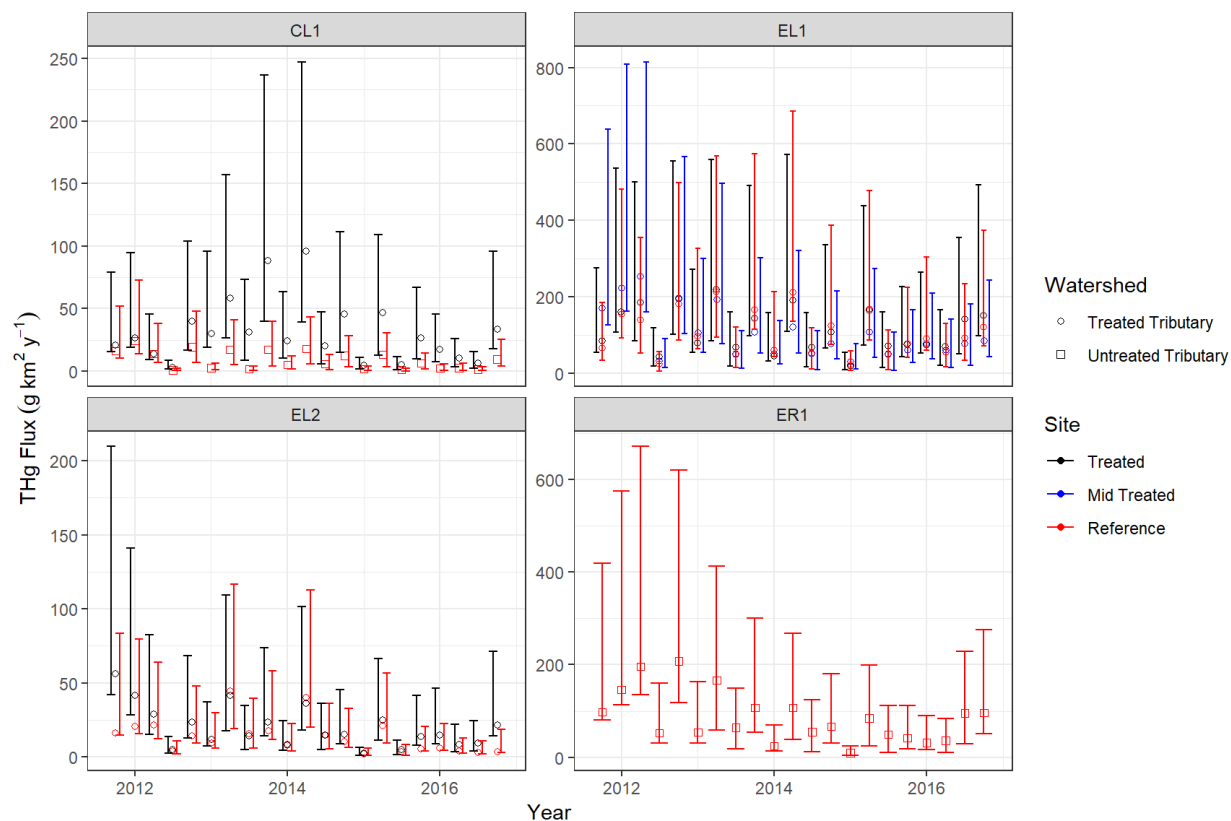 CL1
EL1
250
200
150
100
50
0
800
600
400
200
0
EL2
ER1
200
150
100
50
0
600
400
200
0
2012
2014
2016
2012
2014
2016
Year
THg Flux (g km² y⁻¹)
Watershed
Treated Tributary
Untreated Tributary
Site
Treated
Mid Treated
Reference